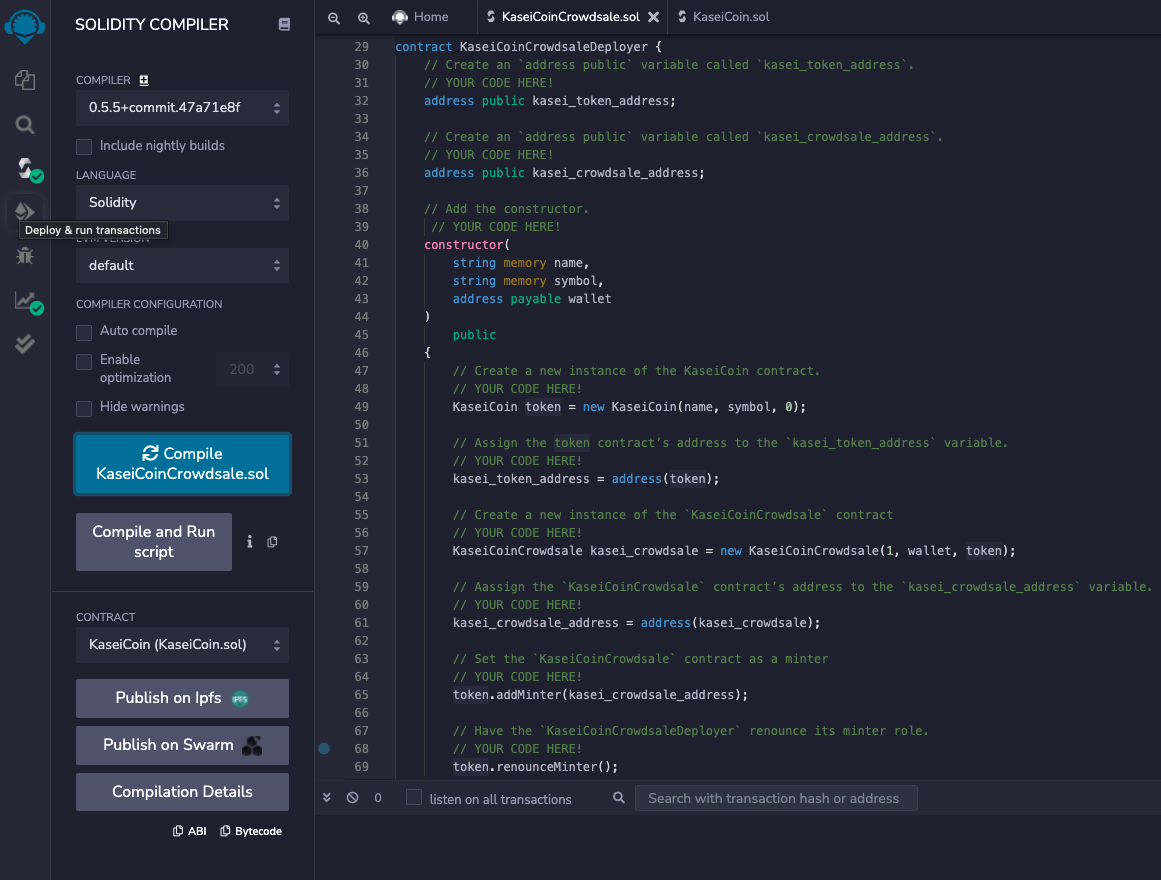 SOLIDITY COMPILER
COMPILER
0.5.5+commit.47a71e8f
Include nightly builds
LANGUAGE
Solidity
Deploy & run transactions
EVM VERSION
default
COMPILER CONFIGURATION
Auto compile
Enable optimization
200
Hide warnings
Compile
KaseiCoinCrowdsale.sol
Compile and Run
script
CONTRACT
KaseiCoin (KaseiCoin.sol)
Publish on Ipfs
IPFS
Publish on Swarm
Compilation Details
ABI
Bytecode
Home
KaseiCoinCrowdsale.sol
KaseiCoin.sol
29 contract KaseiCoinCrowdsaleDeployer {
30 // Create an `address public` variable called `kasei_token_address`.
31 // YOUR CODE HERE!
32 address public kasei_token_address;
33
34 // Create an `address public` variable called `kasei_crowdsale_address`.
35 // YOUR CODE HERE!
36 address public kasei_crowdsale_address;
37
38 // Add the constructor.
39 // YOUR CODE HERE!
40 constructor(
41 string memory name,
42 string memory symbol,
43 address payable wallet
44 )
45 public
46 {
47 // Create a new instance of the KaseiCoin contract.
48 // YOUR CODE HERE!
49 KaseiCoin token = new KaseiCoin(name, symbol, 0);
50
51 // Assign the token contract’s address to the `kasei_token_address` variable.
52 // YOUR CODE HERE!
53 kasei_token_address = address(token);
54
55 // Create a new instance of the `KaseiCoinCrowdsale` contract
56 // YOUR CODE HERE!
57 KaseiCoinCrowdsale kasei_crowdsale = new KaseiCoinCrowdsale(1, wallet, token);
58
59 // Aassign the `KaseiCoinCrowdsale` contract’s address to the `kasei_crowdsale_address` variable.
60 // YOUR CODE HERE!
61 kasei_crowdsale_address = address(kasei_crowdsale);
62
63 // Set the `KaseiCoinCrowdsale` contract as a minter
64 // YOUR CODE HERE!
65 token.addMinter(kasei_crowdsale_address);
66
67 // Have the `KaseiCoinCrowdsaleDeployer` renounce its minter role.
68 // YOUR CODE HERE!
69 token.renounceMinter();
0
listen on all transactions
Search with transaction hash or address